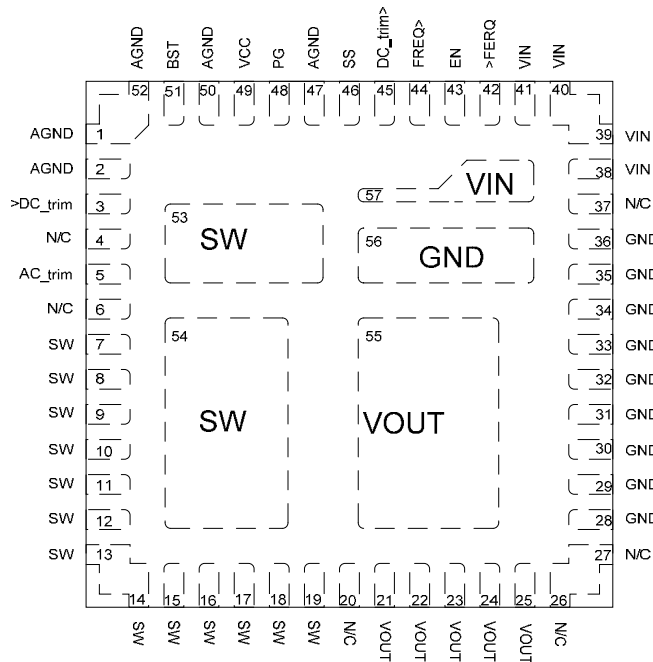 AGND BST AGND VCC PG AGND SS DC_trim> FREQ> EN >FERQ VIN VIN
52 51 50 49 48 47 46 45 44 43 42 41 40
AGND 1 39 VIN
AGND 2 38 VIN
>DC_trim 3 37 N/C
N/C 4 36 GND
AC_trim 5 35 GND
N/C 6 34 GND
SW 7 33 GND
SW 8 32 GND
SW 9 31 GND
SW 10 30 GND
SW 11 29 GND
SW 12 28 GND
SW 13 27 N/C
53 SW
57 VIN
56 GND
54 SW
55 VOUT
14 15 16 17 18 19 20 21 22 23 24 25 26
SW SW SW SW SW SW N/C VOUT VOUT VOUT VOUT VOUT N/C